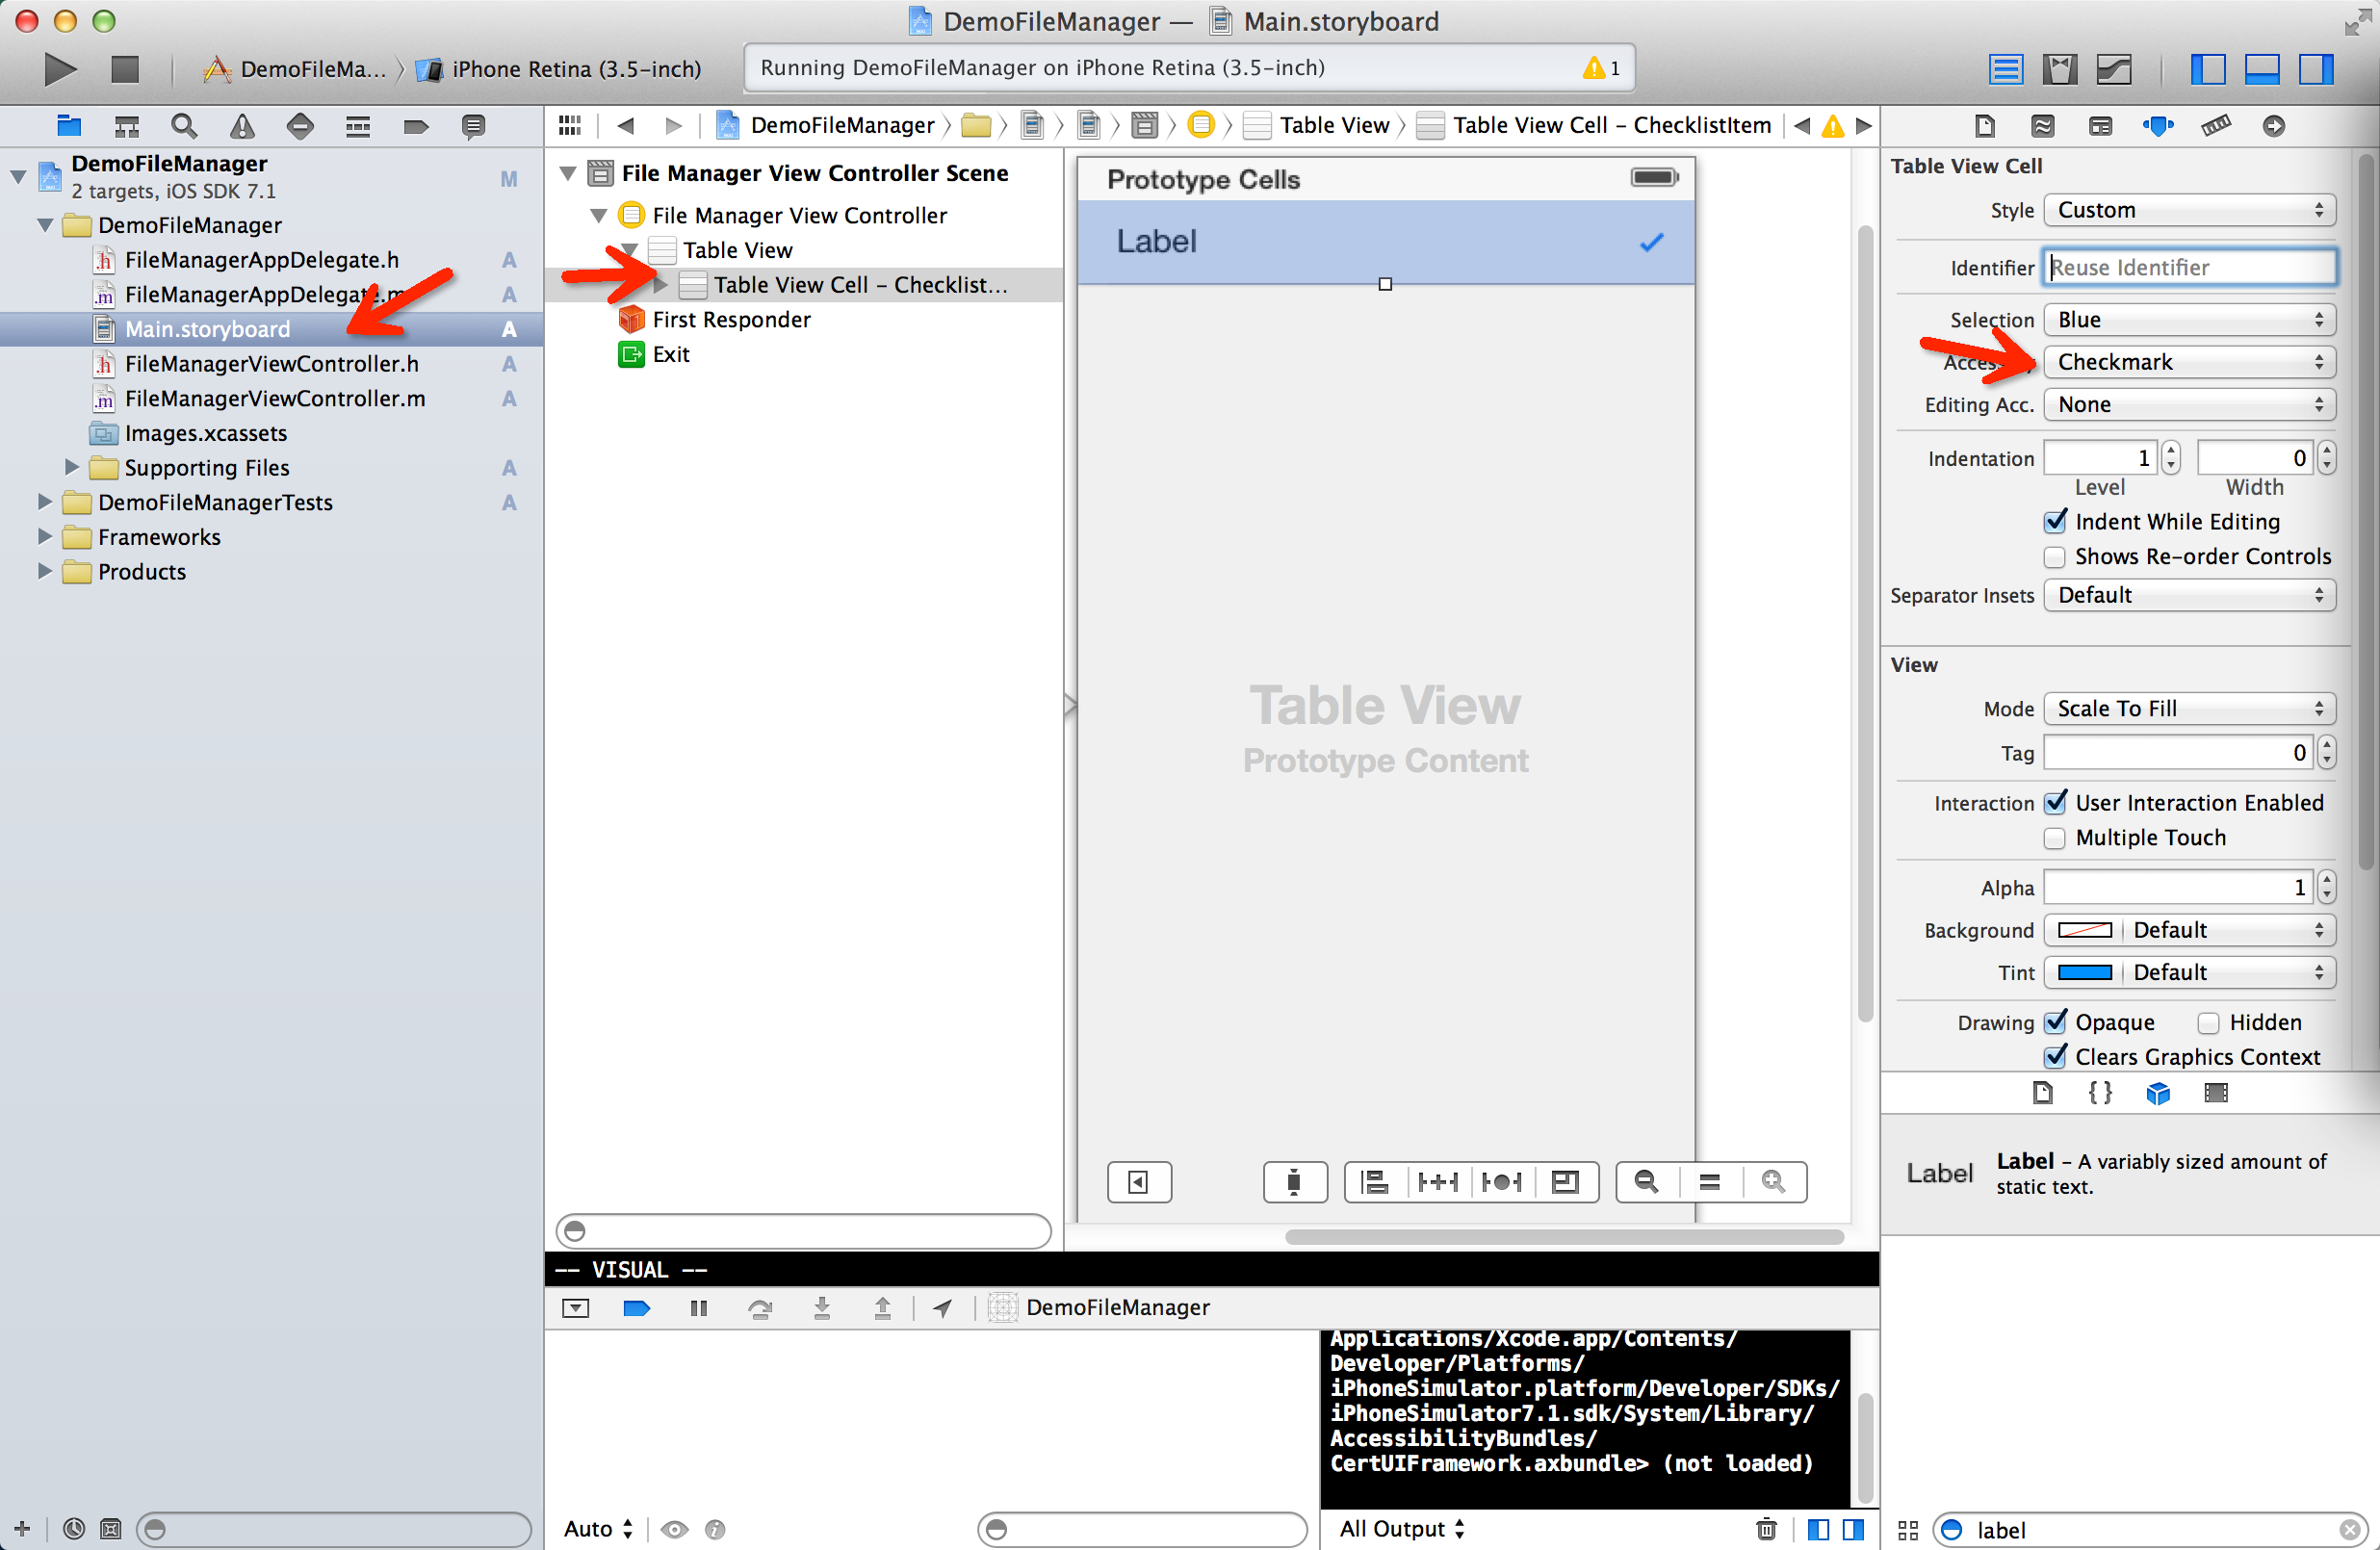 DemoFileManager — Main.storyboard
DemoFileMa... iPhone Retina (3.5-inch)
Running DemoFileManager on iPhone Retina (3.5-inch) 1
DemoFileManager
2 targets, iOS SDK 7.1
M
DemoFileManager
FileManagerAppDelegate.h A
FileManagerAppDelegate.m A
Main.storyboard A
FileManagerViewController.h A
FileManagerViewController.m A
Images.xcassets
Supporting Files A
DemoFileManagerTests A
Frameworks
Products
DemoFileManager Table View Table View Cell – ChecklistItem
File Manager View Controller Scene
File Manager View Controller
Table View
Table View Cell – Checklist...
First Responder
Exit
Prototype Cells
Label
Table View
Prototype Content
Table View Cell
Style Custom
Identifier Reuse Identifier
Selection Blue
Checkmark
Editing Acc. None
Indentation 1 0
Level Width
Indent While Editing
Shows Re-order Controls
Separator Insets Default
View
Mode Scale To Fill
Tag 0
Interaction User Interaction Enabled
Multiple Touch
Alpha 1
Background Default
Tint Default
Drawing Opaque Hidden
Clears Graphics Context
{ }
Label Label – A variably sized amount of
static text.
-- VISUAL --
DemoFileManager
Applications/Xcode.app/Contents/
Developer/Platforms/
iPhoneSimulator.platform/Developer/SDKs/
iPhoneSimulator7.1.sdk/System/Library/
AccessibilityBundles/
CertUIFramework.axbundle> (not loaded)
Auto
All Output
label